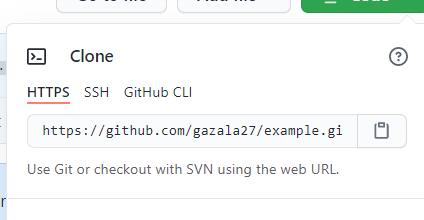 Clone
HTTPS SSH GitHub CLI
https://github.com/gazala27/example.gi
Use Git or checkout with SVN using the web URL.